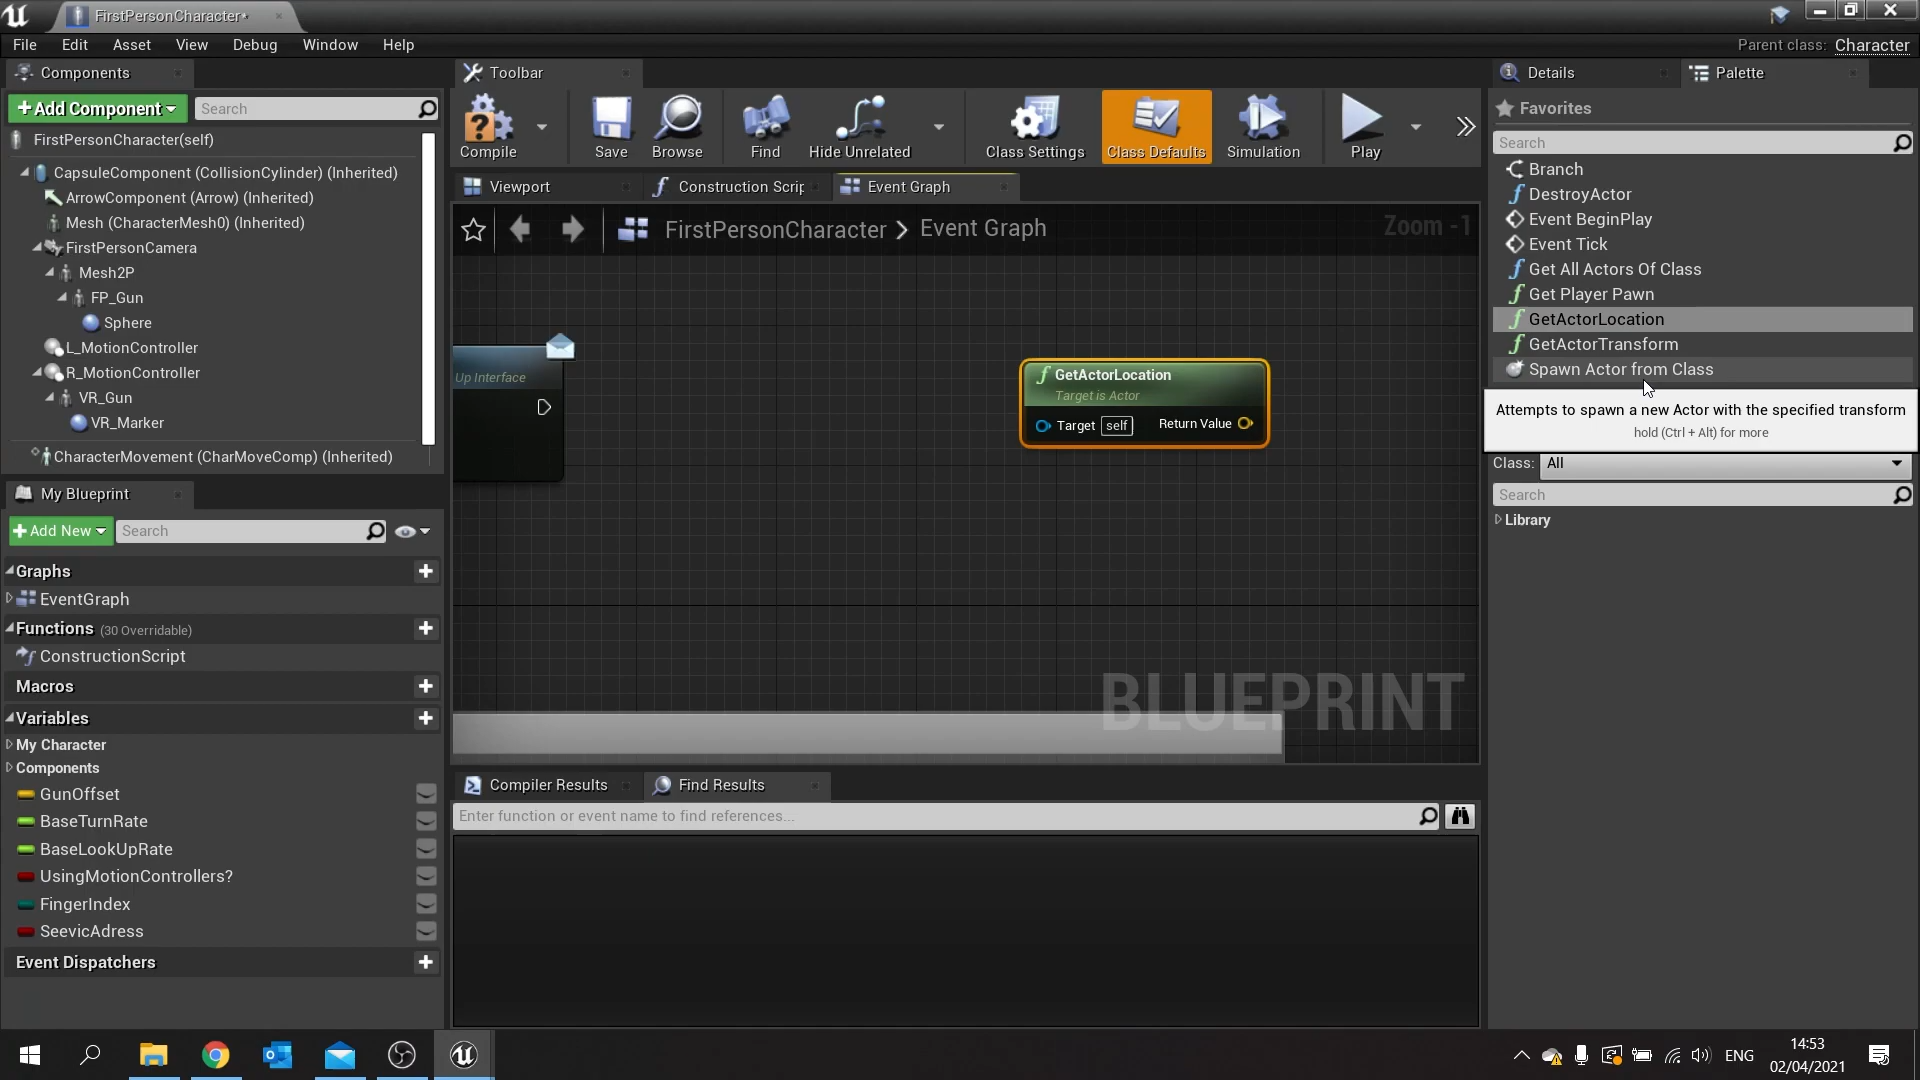 FirstPersonCharacter*
File Edit Asset View Debug Window Help
Parent class: Character
Components
Toolbar
Details
Palette
+Add Component
Search
FirstPersonCharacter(self)
CapsuleComponent (CollisionCylinder) (Inherited)
ArrowComponent (Arrow) (Inherited)
Mesh (CharacterMesh0) (Inherited)
FirstPersonCamera
Mesh2P
FP_Gun
Sphere
L_MotionController
R_MotionController
VR_Gun
VR_Marker
CharacterMovement (CharMoveComp) (Inherited)
Compile
Save
Browse
Find
Hide Unrelated
Class Settings
Class Defaults
Simulation
Play
Viewport
Construction Scrip
Event Graph
FirstPersonCharacter > Event Graph
Zoom -1
Up Interface
GetActorLocation
Target is Actor
Target self
Return Value
BLUEPRINT
Favorites
Search
Branch
DestroyActor
Event BeginPlay
Event Tick
Get All Actors Of Class
Get Player Pawn
GetActorLocation
GetActorTransform
Spawn Actor from Class
Attempts to spawn a new Actor with the specified transform
hold (Ctrl + Alt) for more
Class: All
Search
Library
My Blueprint
+Add New
Search
Graphs
EventGraph
Functions (30 Overridable)
ConstructionScript
Macros
Variables
My Character
Components
GunOffset
BaseTurnRate
BaseLookUpRate
UsingMotionControllers?
FingerIndex
SeevicAdress
Event Dispatchers
Compiler Results
Find Results
Enter function or event name to find references...
ENG
14:53
02/04/2021